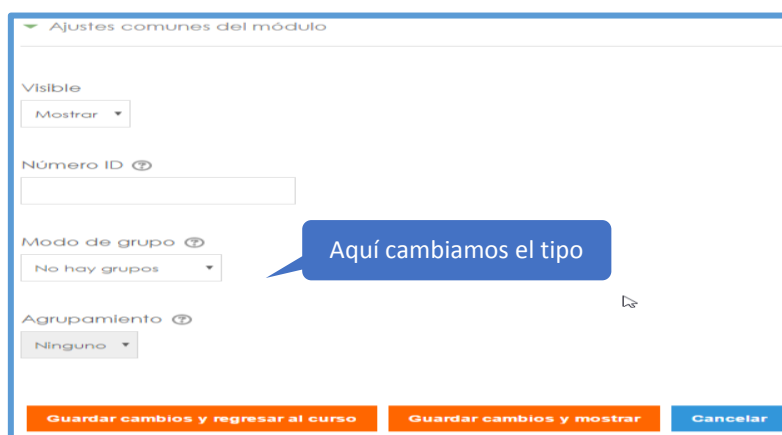 Ajustes comunes del módulo
Visible
Mostrar
Número ID
Modo de grupo
Aquí cambiamos el tipo
No hay grupos
Agrupamiento
Ninguno
Guardar cambios y regresar al curso Guardar cambios y mostrar Cancelar